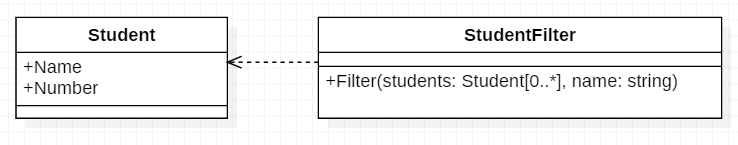 Student
+Name
+Number
StudentFilter
+Filter(students: Student[0..*], name: string)